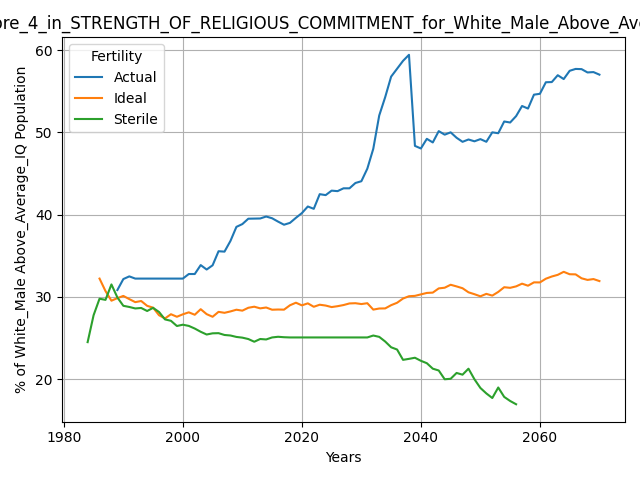 ore_4_in_STRENGTH_OF_RELIGIOUS_COMMITMENT_for_White_Male_Above_Ave
Fertility
Actual
Ideal
Sterile
% of White_Male Above_Average_IQ Population
60
50
40
30
20
1980
2000
2020
2040
2060
Years